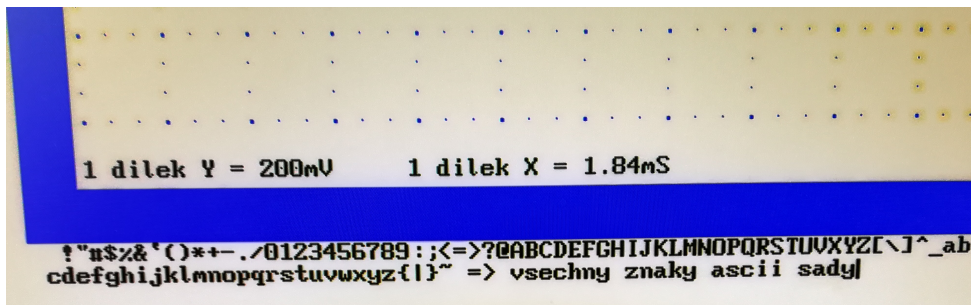 1 dilek Y = 200mV 1 dilek X = 1.84mS
!"#$%&'()*+-./0123456789:;<=>?@ABCDEFGHIJKLMNOPQRSTUVXYZ[\]^_ab
cdefghijklmnopqrstuvwxyz{|}~ => vsechny znaky ascii sady